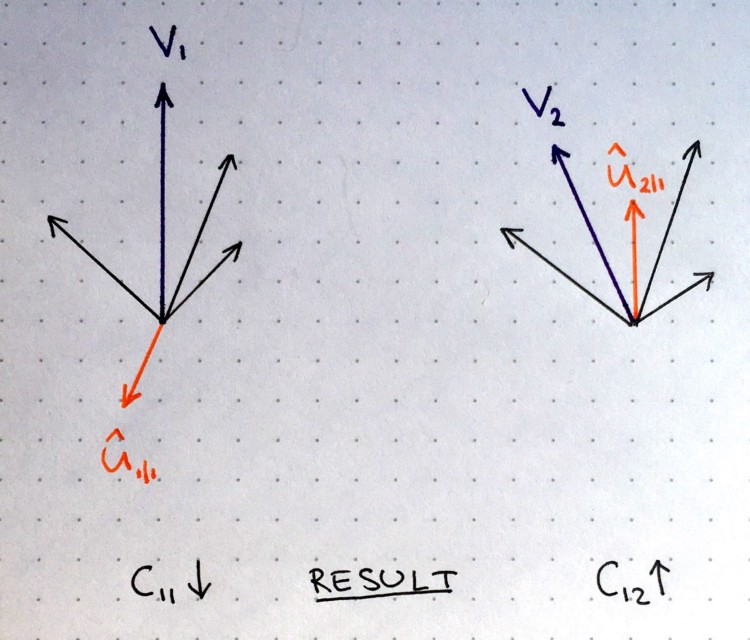 V₁
V₂
û₂|₁
û₁|₁
C₁₁↓ RESULT C₁₂↑